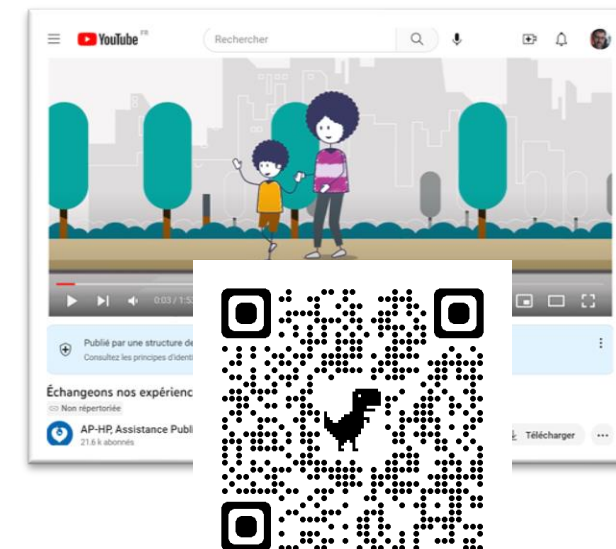 YouTube FR
Rechercher
0:03 / 1:5
Publié par une structure de
Consultez les principes d'identi
Échangeons nos expérienc
Non répertoriée
AP-HP, Assistance Publi
21.6 k abonnés
Télécharger